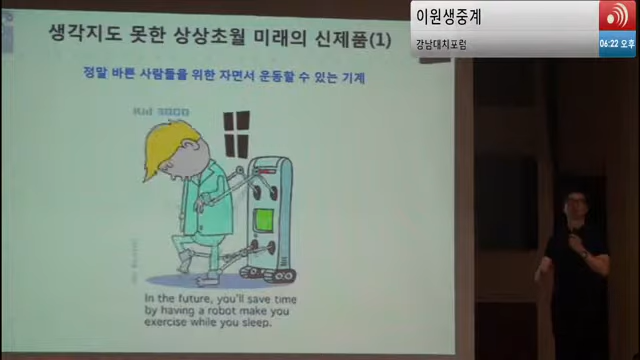 생각지도 못한 상상초월 미래의 신제품(1)
정말 바쁜 사람들을 위한 자면서 운동할 수 있는 기계
Kid 3000
In the future, you'll save time
by having a robot make you
exercise while you sleep.
이원생중계
강남대치포럼
06:22 오후